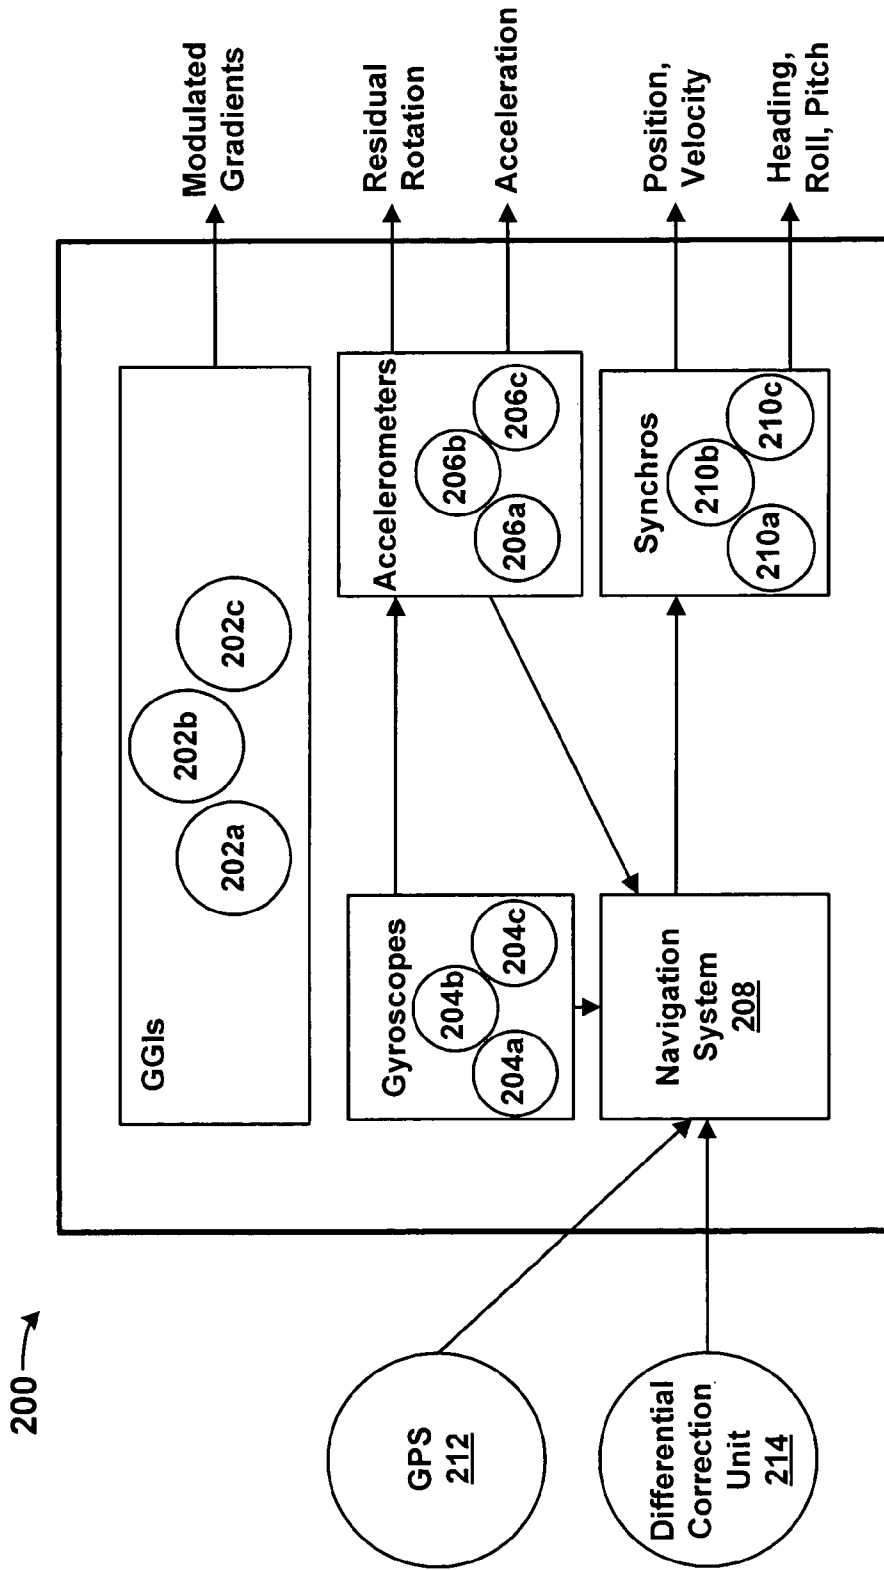 200
GGIs
202a
202b
202c
Modulated
Gradients
Gyroscopes
204a
204b
204c
Accelerometers
206a
206b
206c
Residual
Rotation
Acceleration
GPS
212
Differential
Correction
Unit
214
Navigation
System
208
Synchros
210a
210b
210c
Position,
Velocity
Heading,
Roll, Pitch